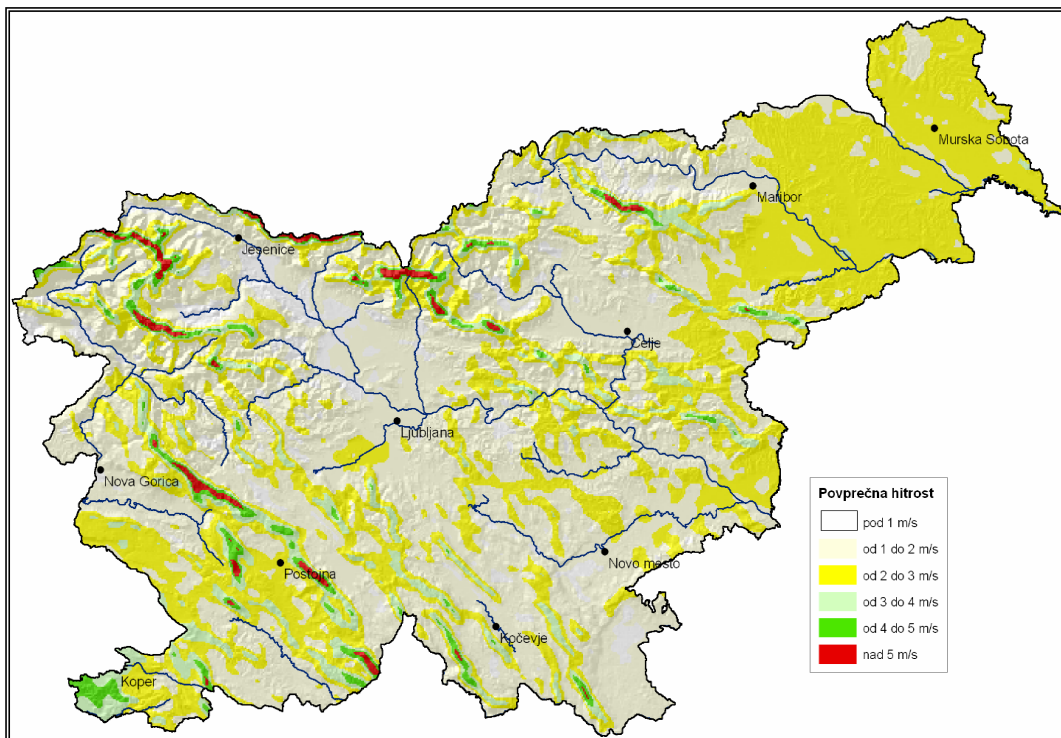 Murska Sobota
Maribor
Jesenice
Celje
Ljubljana
Nova Gorica
Postojna
Novo mesto
Kočevje
Koper
Povprečna hitrost
pod 1 m/s
od 1 do 2 m/s
od 2 do 3 m/s
od 3 do 4 m/s
od 4 do 5 m/s
nad 5 m/s